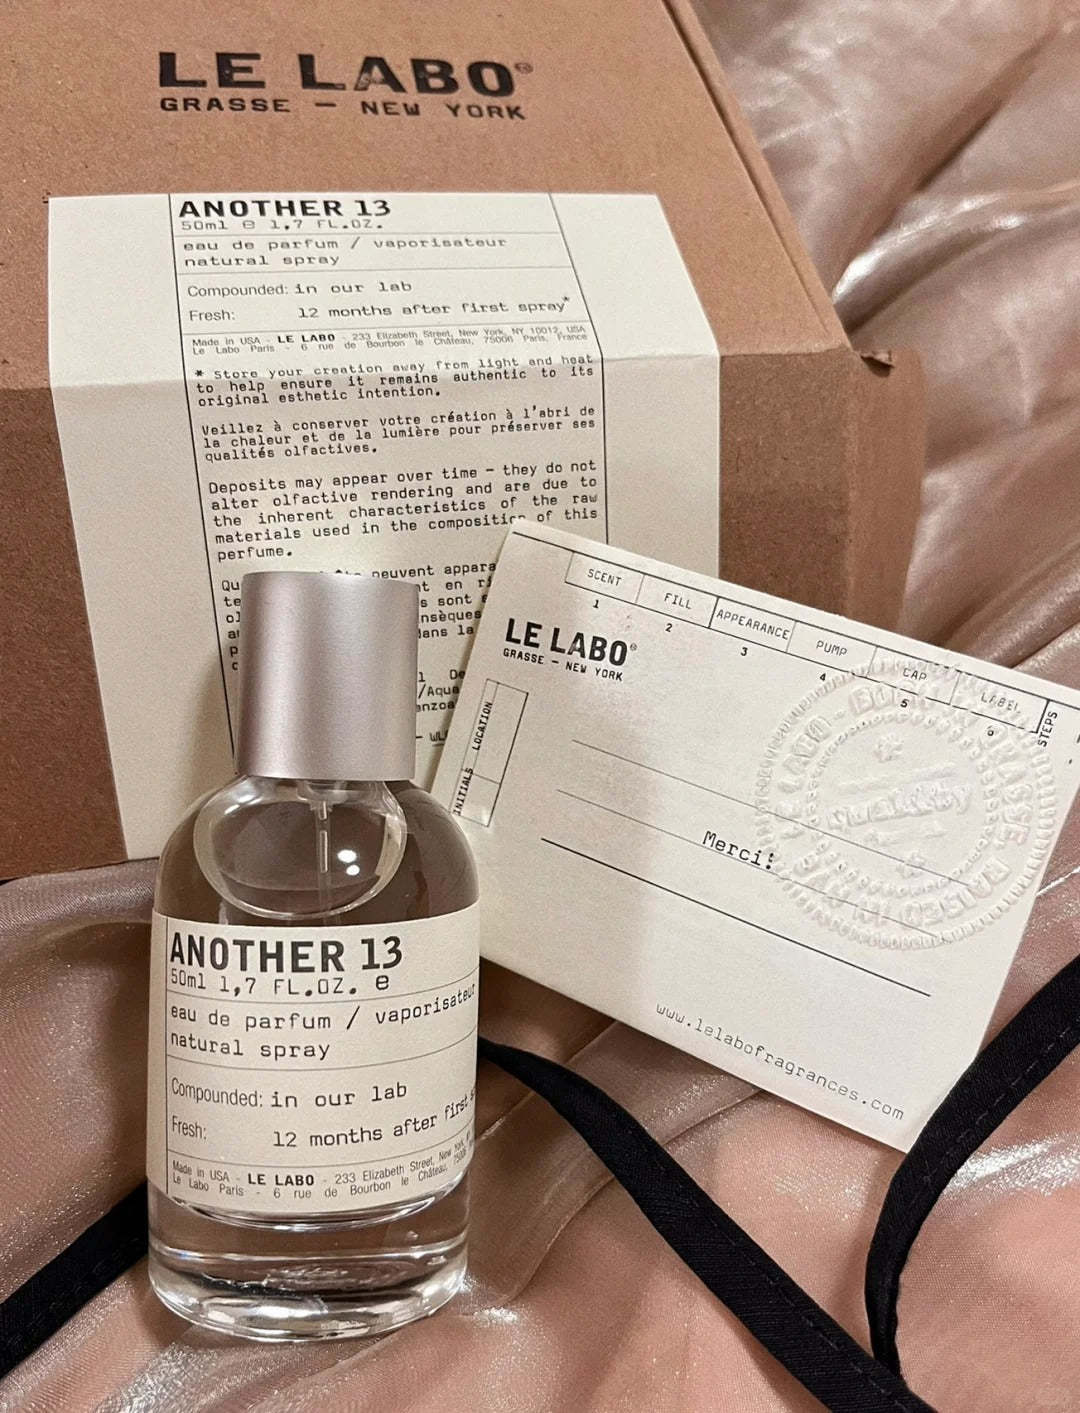 LE LABO®
GRASSE — NEW YORK
ANOTHER 13
50ml e 1,7 FL.OZ.
eau de parfum / vaporisateur
natural spray
Compounded: in our lab
Fresh: 12 months after first spray*
Made in USA - LE LABO - 233 Elizabeth Street, New York, NY 10012, USA
Le Labo Paris - 6 rue de Bourbon le Château, 75006 Paris, France
* Store your creation away from light and heat
to help ensure it remains authentic to its
original esthetic intention.
Veillez à conserver votre création à l'abri de
la chaleur et de la lumière pour préserver ses
qualités olfactives.
Deposits may appear over time — they do not
alter olfactive rendering and are due to
the inherent characteristics of the raw
materials used in the composition of this
perfume.
peuvent
en
sont
dans la
SCENT FILL APPEARANCE PUMP CAP LABEL
1 2 3 4 5 6 STEPS
LE LABO®
GRASSE — NEW YORK
INITIALS LOCATION
Merci!
www.lelabofragrances.com
ANOTHER 13
50ml 1,7 FL.OZ. e
eau de parfum / vaporisateur
natural spray
Compounded: in our lab
Fresh: 12 months after first
Made in USA - LE LABO - 233 Elizabeth Street, New York,
Le Labo Paris - 6 rue de Bourbon le Château, 75006